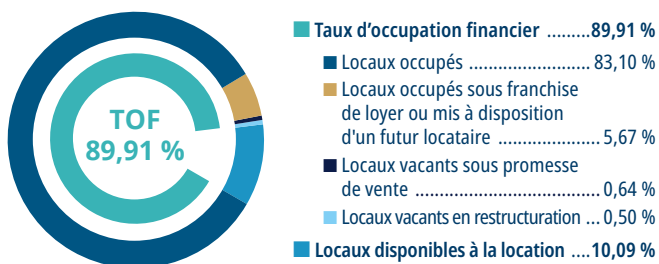 TOF
89,91 %
Taux d’occupation financier .........89,91 %
Locaux occupés ........................ 83,10 %
Locaux occupés sous franchise
de loyer ou mis à disposition
d'un futur locataire .................... 5,67 %
Locaux vacants sous promesse
de vente .................................... 0,64 %
Locaux vacants en restructuration ... 0,50 %
Locaux disponibles à la location ....10,09 %